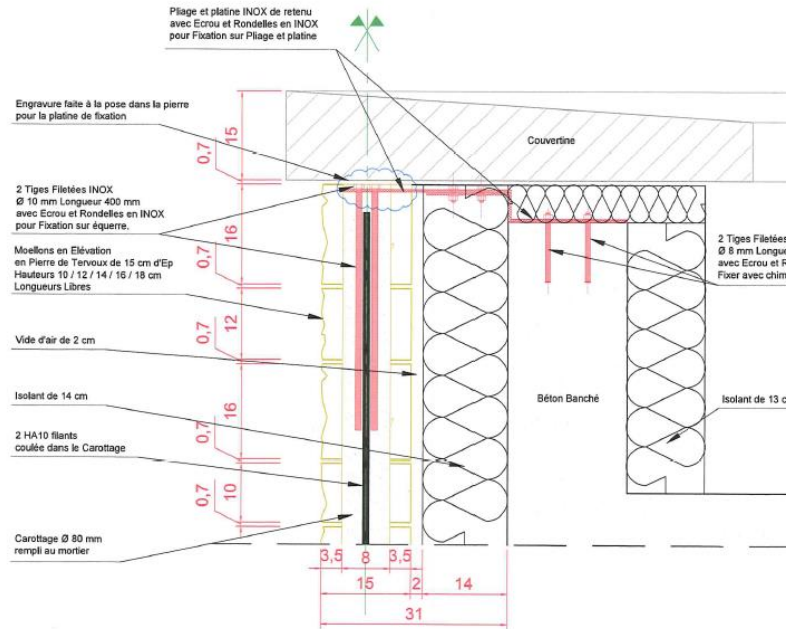 Pliage et platine INOX de retenu
avec Ecrou et Rondelles en INOX
pour Fixation sur Pliage et platine
Engravure faite à la pose dans la pierre
pour la platine de fixation
Couvertine
2 Tiges Filetées INOX
Ø 10 mm Longueur 400 mm
avec Ecrou et Rondelles en INOX
pour Fixation sur équerre.
Moellons en Elévation
en Pierre de Tervoux de 15 cm d'Ep
Hauteurs 10 / 12 / 14 / 16 / 18 cm
Longueurs Libres
2 Tiges Filetées
Ø 8 mm Longue
avec Ecrou et R
Fixer avec chim
Vide d'air de 2 cm
Isolant de 14 cm
Béton Banché
Isolant de 13 c
2 HA10 filants
coulée dans le Carottage
Carottage Ø 80 mm
rempli au mortier
15
0,7
16
0,7
12
0,7
16
0,7
10
0,7
3,5 8 3,5
15 2 14
31